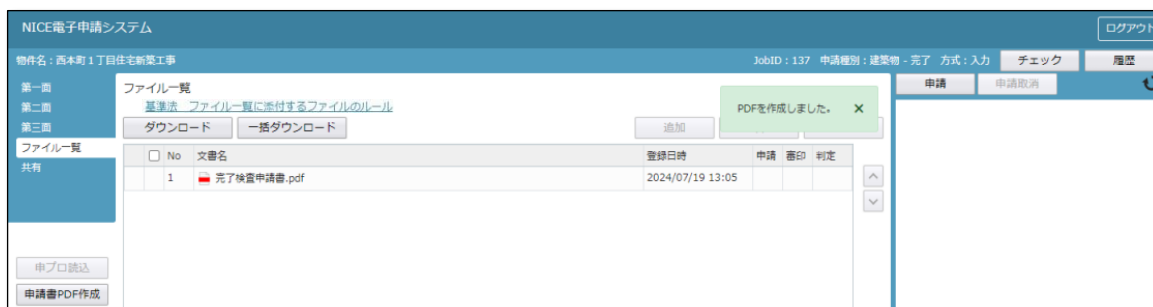 NICE電子申請システム
ログアウト
物件名：西本町１丁目住宅新築工事
JobID：137 申請種別：建築物 - 完了 方式：入力 チェック 履歴
第一面
第二面
第三面
ファイル一覧
共有
申プロ読込
申請書PDF作成
ファイル一覧
基準法 ファイル一覧に添付するファイルのルール
ダウンロード 一括ダウンロード 追加
PDFを作成しました。 ×
No 文書名 登録日時 申請 審印 判定
1 完了検査申請書.pdf 2024/07/19 13:05
申請 申請取消